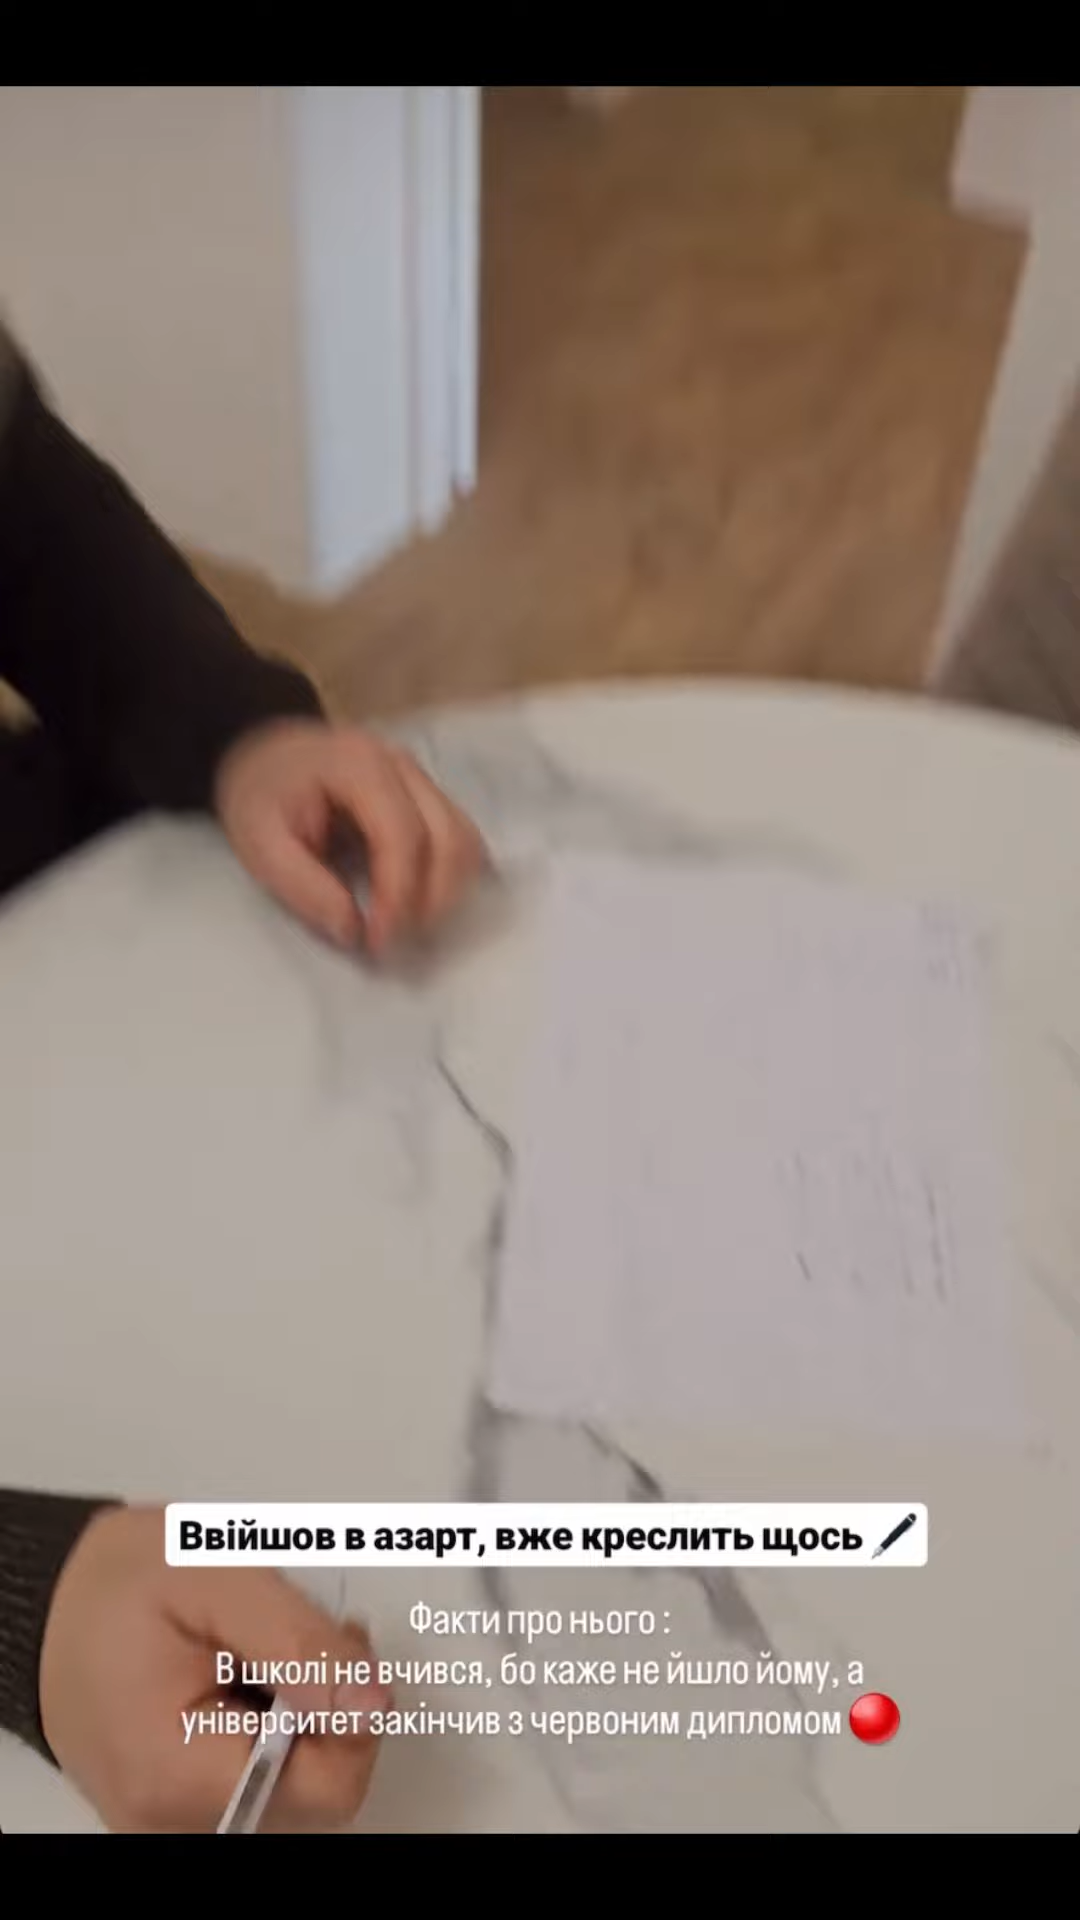 Ввійшов в азарт, вже креслить щось 🖊️
Факти про нього :
В школі не вчився, бо каже не йшло йому, а
університет закінчив з червоним дипломом 🔴